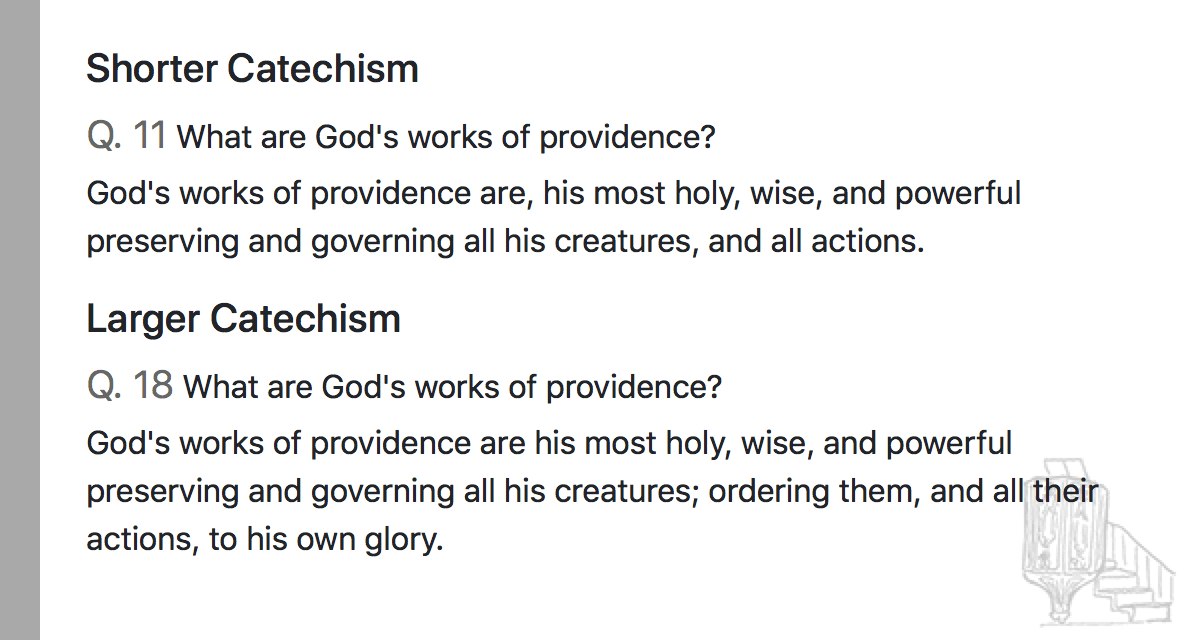 Shorter Catechism
Q. 11 What are God's works of providence?
God's works of providence are, his most holy, wise, and powerful
preserving and governing all his creatures, and all actions.
Larger Catechism
Q. 18 What are God's works of providence?
God's works of providence are his most holy, wise, and powerful
preserving and governing all his creatures; ordering them, and all their
actions, to his own glory.